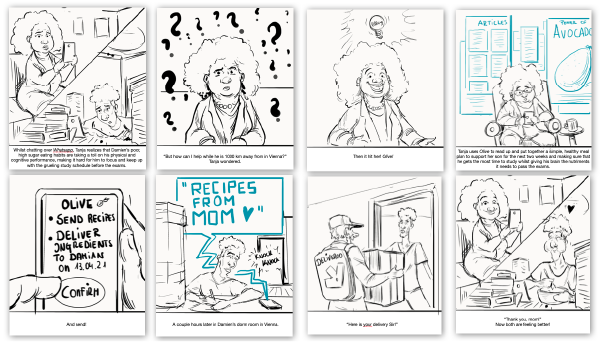 Whilst chatting over Whatsapp, Tanja realizes that Damien's poor,
high sugar eating habits are taking a toll on his physical and
cognitive performance, making it hard for him to focus and keep up
with the grueling study schedule before the exams.
? ? ? ? ? ? ? ? ?
"But how can I help while he is 1000 km away from in Vienna?"
Tanja wondered.
Then it hit her! Olive!
ARTICLES
POWER OF
AVOCADO
Tanja uses Olive to read up and put together a simple, healthy meal
plan to support her son for the next two weeks and making sure that
he gets the most time to study whilst giving his brain the nutriments
it needs to pass the exams.
OLIVE
• SEND RECIPES
• DELIVER
INGREDIENTS
TO DAMIAN
ON 13.04.21
CONFIRM
And send!
"RECIPES
FROM
MOM ♥"
KNOCK
KNOCK
A couple hours later in Damien's dorm room in Vienna.
DELIVEROO
"Here is your delivery Sir!"
"Thank you, mom!"
Now both are feeling better!